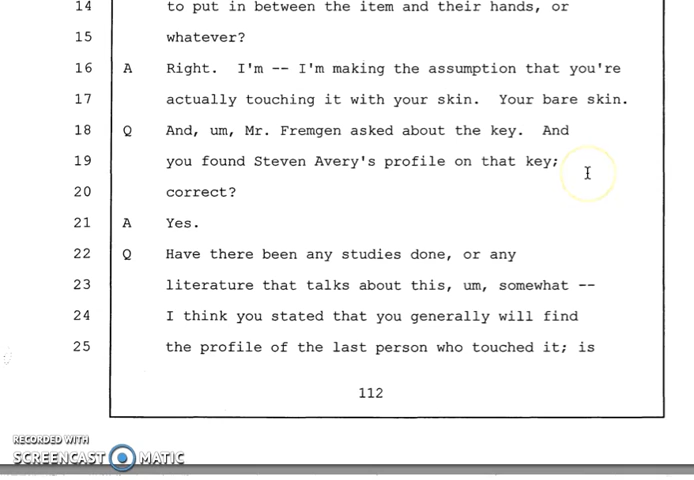 14 to put in between the item and their hands, or
15 whatever?
16 A Right. I'm -- I'm making the assumption that you're
17 actually touching it with your skin. Your bare skin.
18 Q And, um, Mr. Fremgen asked about the key. And
19 you found Steven Avery's profile on that key;
20 correct?
21 A Yes.
22 Q Have there been any studies done, or any
23 literature that talks about this, um, somewhat --
24 I think you stated that you generally will find
25 the profile of the last person who touched it; is
112
RECORDED WITH
SCREENCAST MATIC